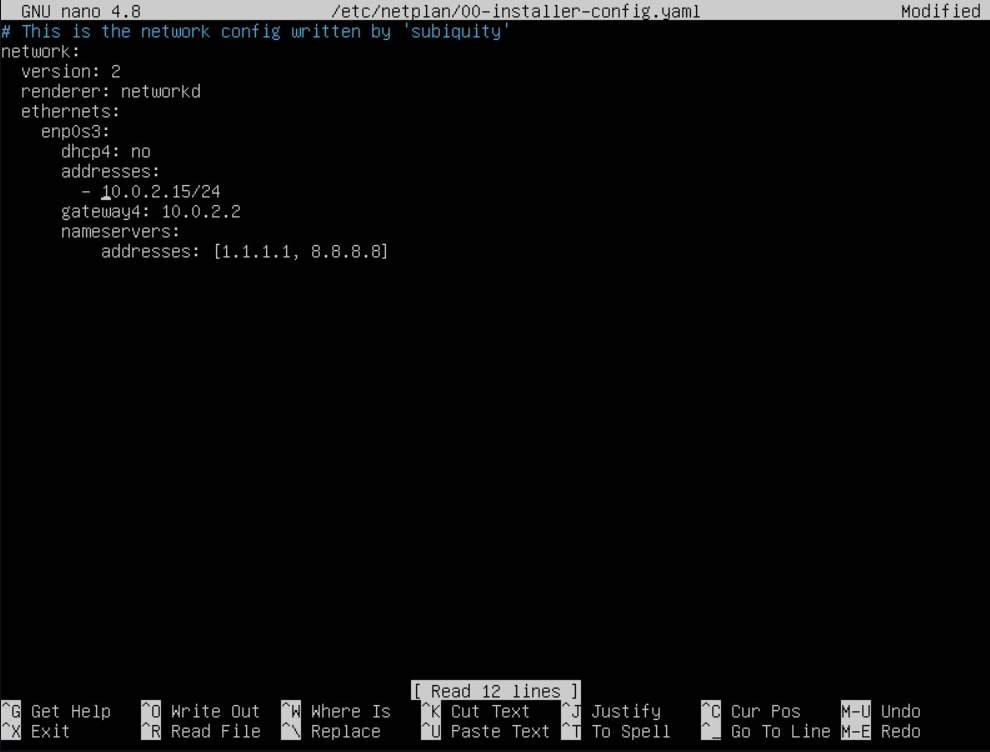 GNU nano 4.8 /etc/netplan/00-installer-config.yaml Modified
# This is the network config written by 'subiquity'
network:
  version: 2
  renderer: networkd
  ethernets:
    enp0s3:
      dhcp4: no
      addresses:
        - 10.0.2.15/24
      gateway4: 10.0.2.2
      nameservers:
          addresses: [1.1.1.1, 8.8.8.8]
[ Read 12 lines ]
^G Get Help ^O Write Out ^W Where Is ^K Cut Text ^J Justify ^C Cur Pos M-U Undo
^X Exit ^R Read File ^\ Replace ^U Paste Text ^T To Spell ^_ Go To Line M-E Redo